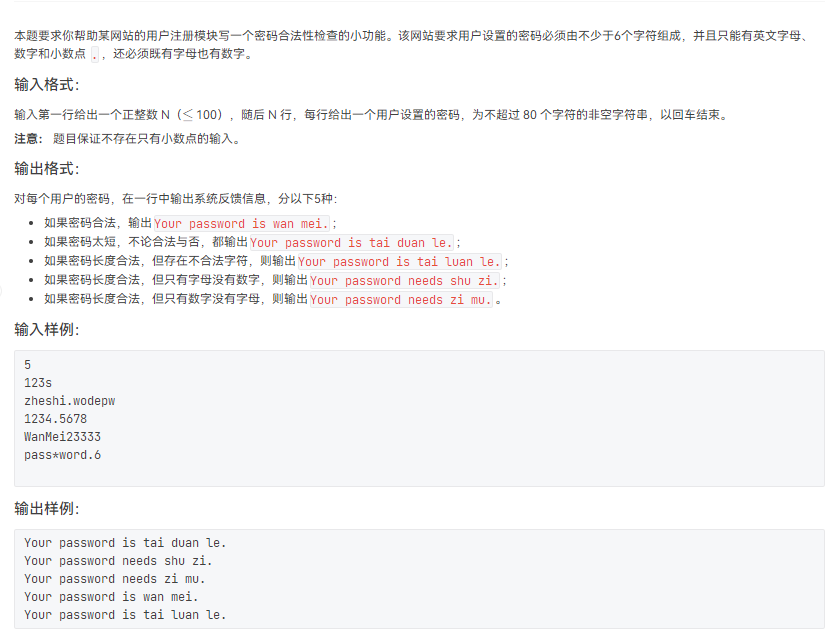 本题要求你帮助某网站的用户注册模块写一个密码合法性检查的小功能。该网站要求用户设置的密码必须由不少于6个字符组成，并且只能有英文字母、
数字和小数点 . ，还必须既有字母也有数字。
输入格式：
输入第一行给出一个正整数 N（≤ 100），随后 N 行，每行给出一个用户设置的密码，为不超过 80 个字符的非空字符串，以回车结束。
注意： 题目保证不存在只有小数点的输入。
输出格式：
对每个用户的密码，在一行中输出系统反馈信息，分以下5种：
如果密码合法，输出Your password is wan mei.；
如果密码太短，不论合法与否，都输出Your password is tai duan le.；
如果密码长度合法，但存在不合法字符，则输出Your password is tai luan le.；
如果密码长度合法，但只有字母没有数字，则输出Your password needs shu zi.；
如果密码长度合法，但只有数字没有字母，则输出Your password needs zi mu.。
输入样例：
5
123s
zheshi.wodepw
1234.5678
WanMei23333
pass*word.6
输出样例：
Your password is tai duan le.
Your password needs shu zi.
Your password needs zi mu.
Your password is wan mei.
Your password is tai luan le.